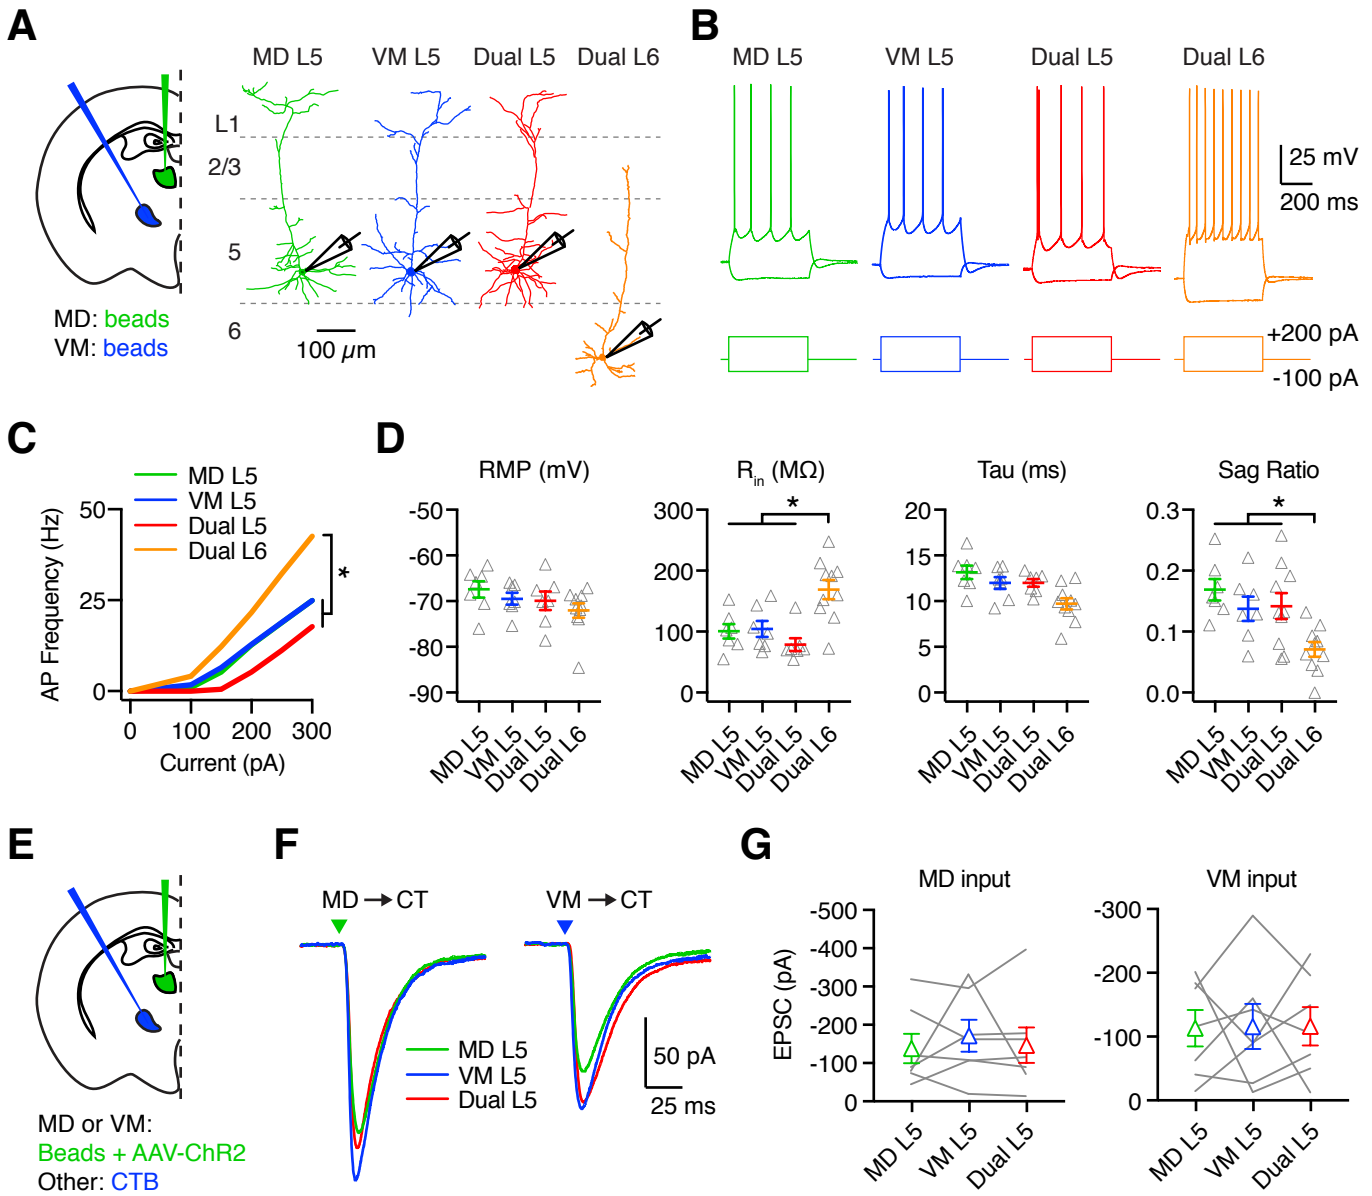 A
MD L5
VM L5
Dual L5
Dual L6
L1
2/3
5
6
100 µm
MD: beads
VM: beads
B
MD L5
VM L5
Dual L5
Dual L6
25 mV
200 ms
+200 pA
-100 pA
C
MD L5
VM L5
Dual L5
Dual L6
AP Frequency (Hz)
50
25
0
*
0
100
200
300
Current (pA)
D
RMP (mV)
-50
-60
-70
-80
-90
MD L5
VM L5
Dual L5
Dual L6
Rin (MΩ)
*
300
200
100
0
MD L5
VM L5
Dual L5
Dual L6
Tau (ms)
20
15
10
5
0
MD L5
VM L5
Dual L5
Dual L6
Sag Ratio
*
0.3
0.2
0.1
0.0
MD L5
VM L5
Dual L5
Dual L6
E
MD or VM:
Beads + AAV-ChR2
Other: CTB
F
MD → CT
VM → CT
MD L5
VM L5
Dual L5
50 pA
25 ms
G
MD input
EPSC (pA)
-500
-400
-300
-200
-100
0
MD L5
VM L5
Dual L5
VM input
-300
-200
-100
0
MD L5
VM L5
Dual L5